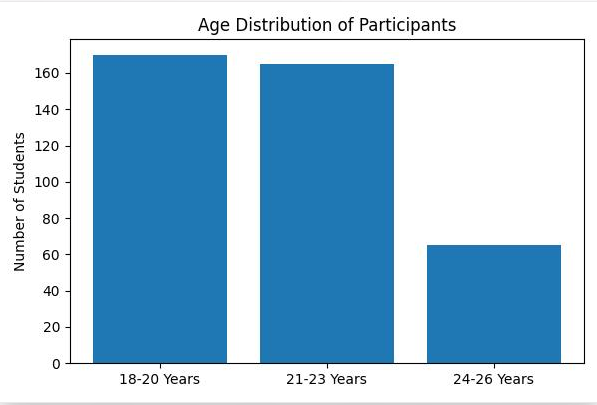 Age Distribution of Participants
Number of Students
160
140
120
100
80
60
40
20
0
18-20 Years
21-23 Years
24-26 Years